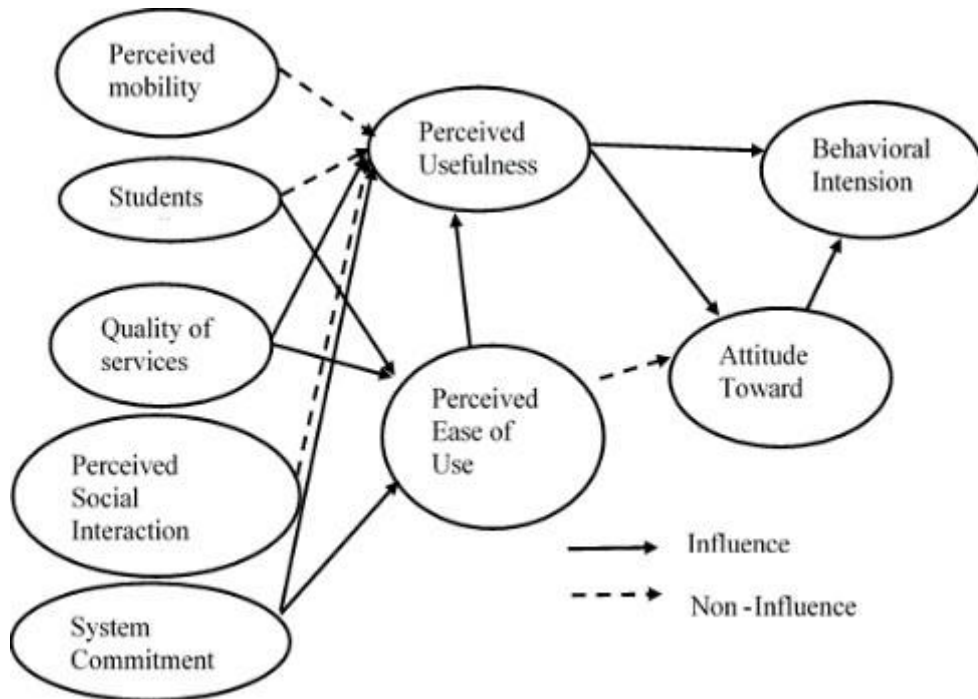 Perceived
mobility
Students
Quality of
services
Perceived
Social
Interaction
System
Commitment
Perceived
Usefulness
Perceived
Ease of
Use
Behavioral
Intension
Attitude
Toward
Influence
Non-Influence